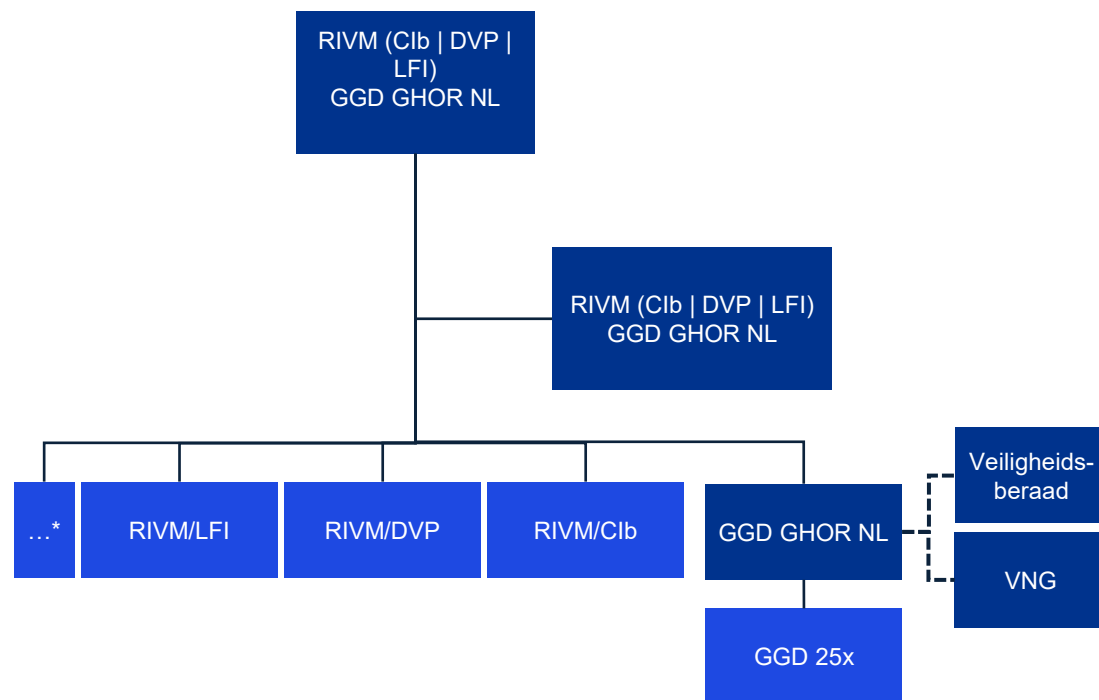 RIVM (CIb | DVP |
LFI)
GGD GHOR NL
RIVM (CIb | DVP | LFI)
GGD GHOR NL
…*
RIVM/LFI
RIVM/DVP
RIVM/CIb
GGD GHOR NL
Veiligheids-
beraad
VNG
GGD 25x